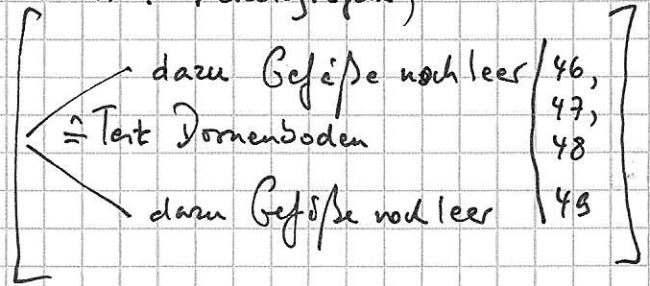 dazu Gefäße noch leer 46,
47,
≙ Text Dornenboden
48
dazu Gefäße noch leer 49